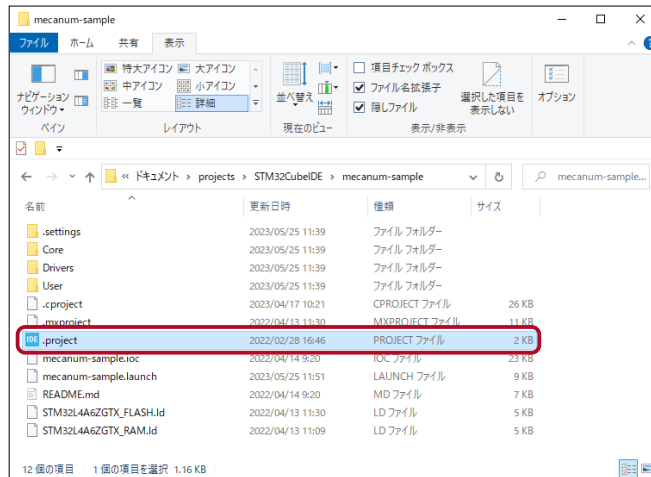 mecanum-sample
ファイル ホーム 共有 表示
特大アイコン 大アイコン
中アイコン 小アイコン
一覧 詳細
ナビゲーション
ウィンドウ
並べ替え
項目チェック ボックス
ファイル名拡張子
隠しファイル
選択した項目を
表示しない
オプション
ペイン レイアウト 現在のビュー 表示/非表示
« ドキュメント › projects › STM32CubeIDE › mecanum-sample
mecanum-sample...
名前 更新日時 種類 サイズ
.settings 2023/05/25 11:39 ファイル フォルダー
Core 2023/05/25 11:39 ファイル フォルダー
Drivers 2023/05/25 11:39 ファイル フォルダー
User 2023/05/25 11:39 ファイル フォルダー
.cproject 2023/04/17 10:21 CPROJECT ファイル 26 KB
.mxproject 2022/04/13 11:30 MXPROJECT ファイル 11 KB
IDE .project 2022/02/28 16:46 PROJECT ファイル 2 KB
mecanum-sample.ioc 2022/04/14 9:20 IOC ファイル 23 KB
mecanum-sample.launch 2023/05/25 11:51 LAUNCH ファイル 9 KB
README.md 2022/04/14 9:20 MD ファイル 7 KB
STM32L4A6ZGTX_FLASH.ld 2022/04/13 11:30 LD ファイル 5 KB
STM32L4A6ZGTX_RAM.ld 2022/04/13 11:09 LD ファイル 5 KB
12 個の項目 1 個の項目を選択 1.16 KB